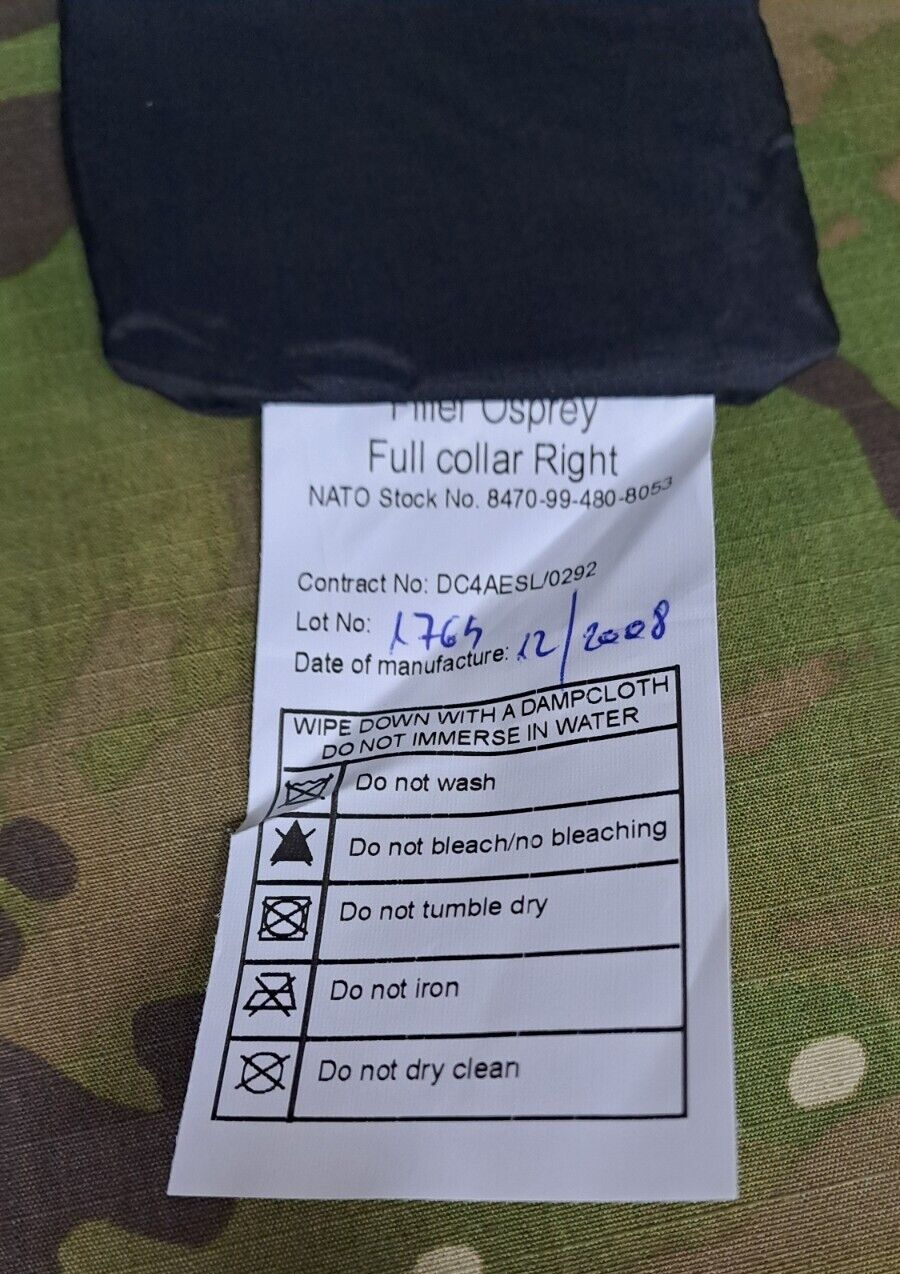 Filler Osprey
Full collar Right
NATO Stock No. 8470-99-480-8053
Contract No: DC4AESL/0292
Lot No: 1765
Date of manufacture: 12/2008
WIPE DOWN WITH A DAMPCLOTH
DO NOT IMMERSE IN WATER
Do not wash
Do not bleach/no bleaching
Do not tumble dry
Do not iron
Do not dry clean